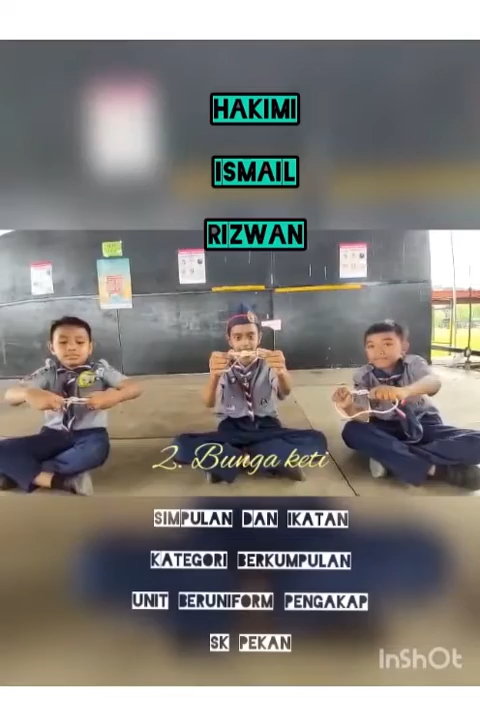 HAKIMI
ISMAIL
RIZWAN
2. Bunga keti
SIMPULAN DAN IKATAN
KATEGORI BERKUMPULAN
UNIT BERUNIFORM PENGAKAP
SK PEKAN
InShOt